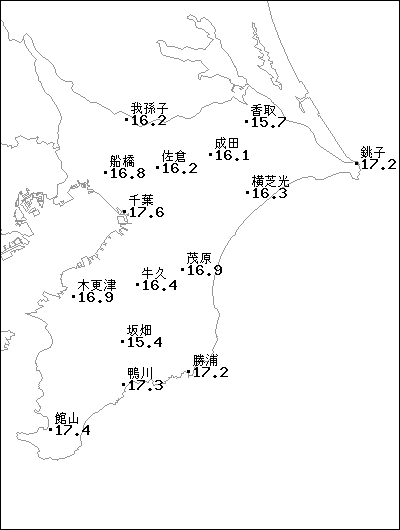 我孫子
16.2
香取
15.7
成田
16.1
銚子
17.2
船橋
16.8
佐倉
16.2
横芝光
16.3
千葉
17.6
茂原
16.9
牛久
16.4
木更津
16.9
坂畑
15.4
勝浦
17.2
鴨川
17.3
館山
17.4